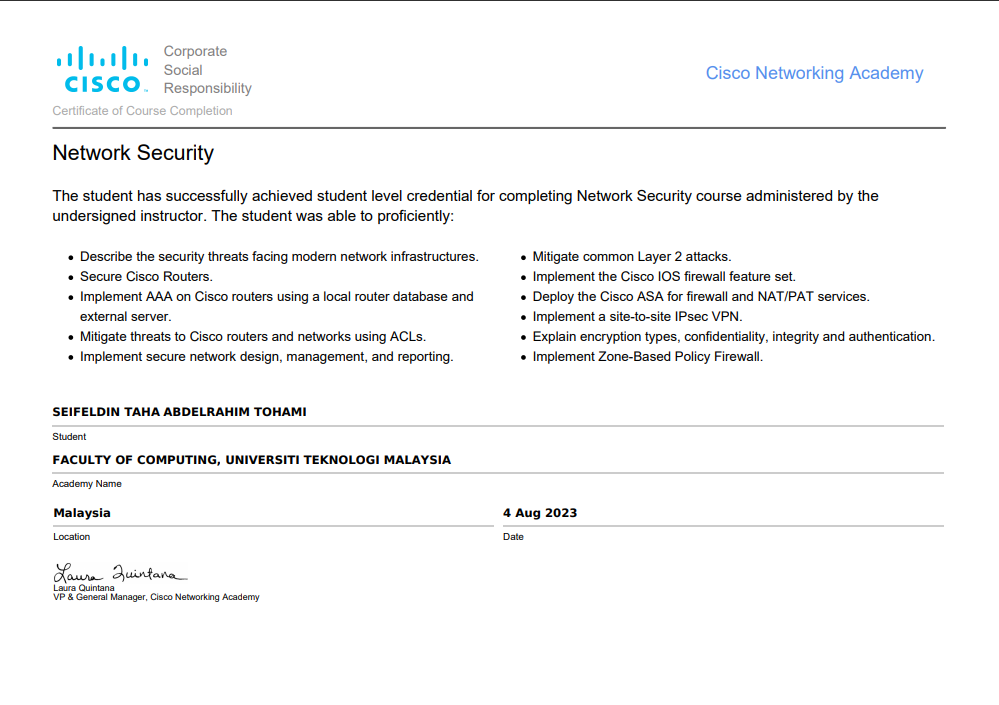 Corporate
Social
Responsibility
CISCO
Cisco Networking Academy
Certificate of Course Completion
Network Security
The student has successfully achieved student level credential for completing Network Security course administered by the
undersigned instructor. The student was able to proficiently:
• Describe the security threats facing modern network infrastructures.
• Secure Cisco Routers.
• Implement AAA on Cisco routers using a local router database and
external server.
• Mitigate threats to Cisco routers and networks using ACLs.
• Implement secure network design, management, and reporting.
• Mitigate common Layer 2 attacks.
• Implement the Cisco IOS firewall feature set.
• Deploy the Cisco ASA for firewall and NAT/PAT services.
• Implement a site-to-site IPsec VPN.
• Explain encryption types, confidentiality, integrity and authentication.
• Implement Zone-Based Policy Firewall.
SEIFELDIN TAHA ABDELRAHIM TOHAMI
Student
FACULTY OF COMPUTING, UNIVERSITI TEKNOLOGI MALAYSIA
Academy Name
Malaysia
Location
4 Aug 2023
Date
Laura Quintana
Laura Quintana
VP & General Manager, Cisco Networking Academy